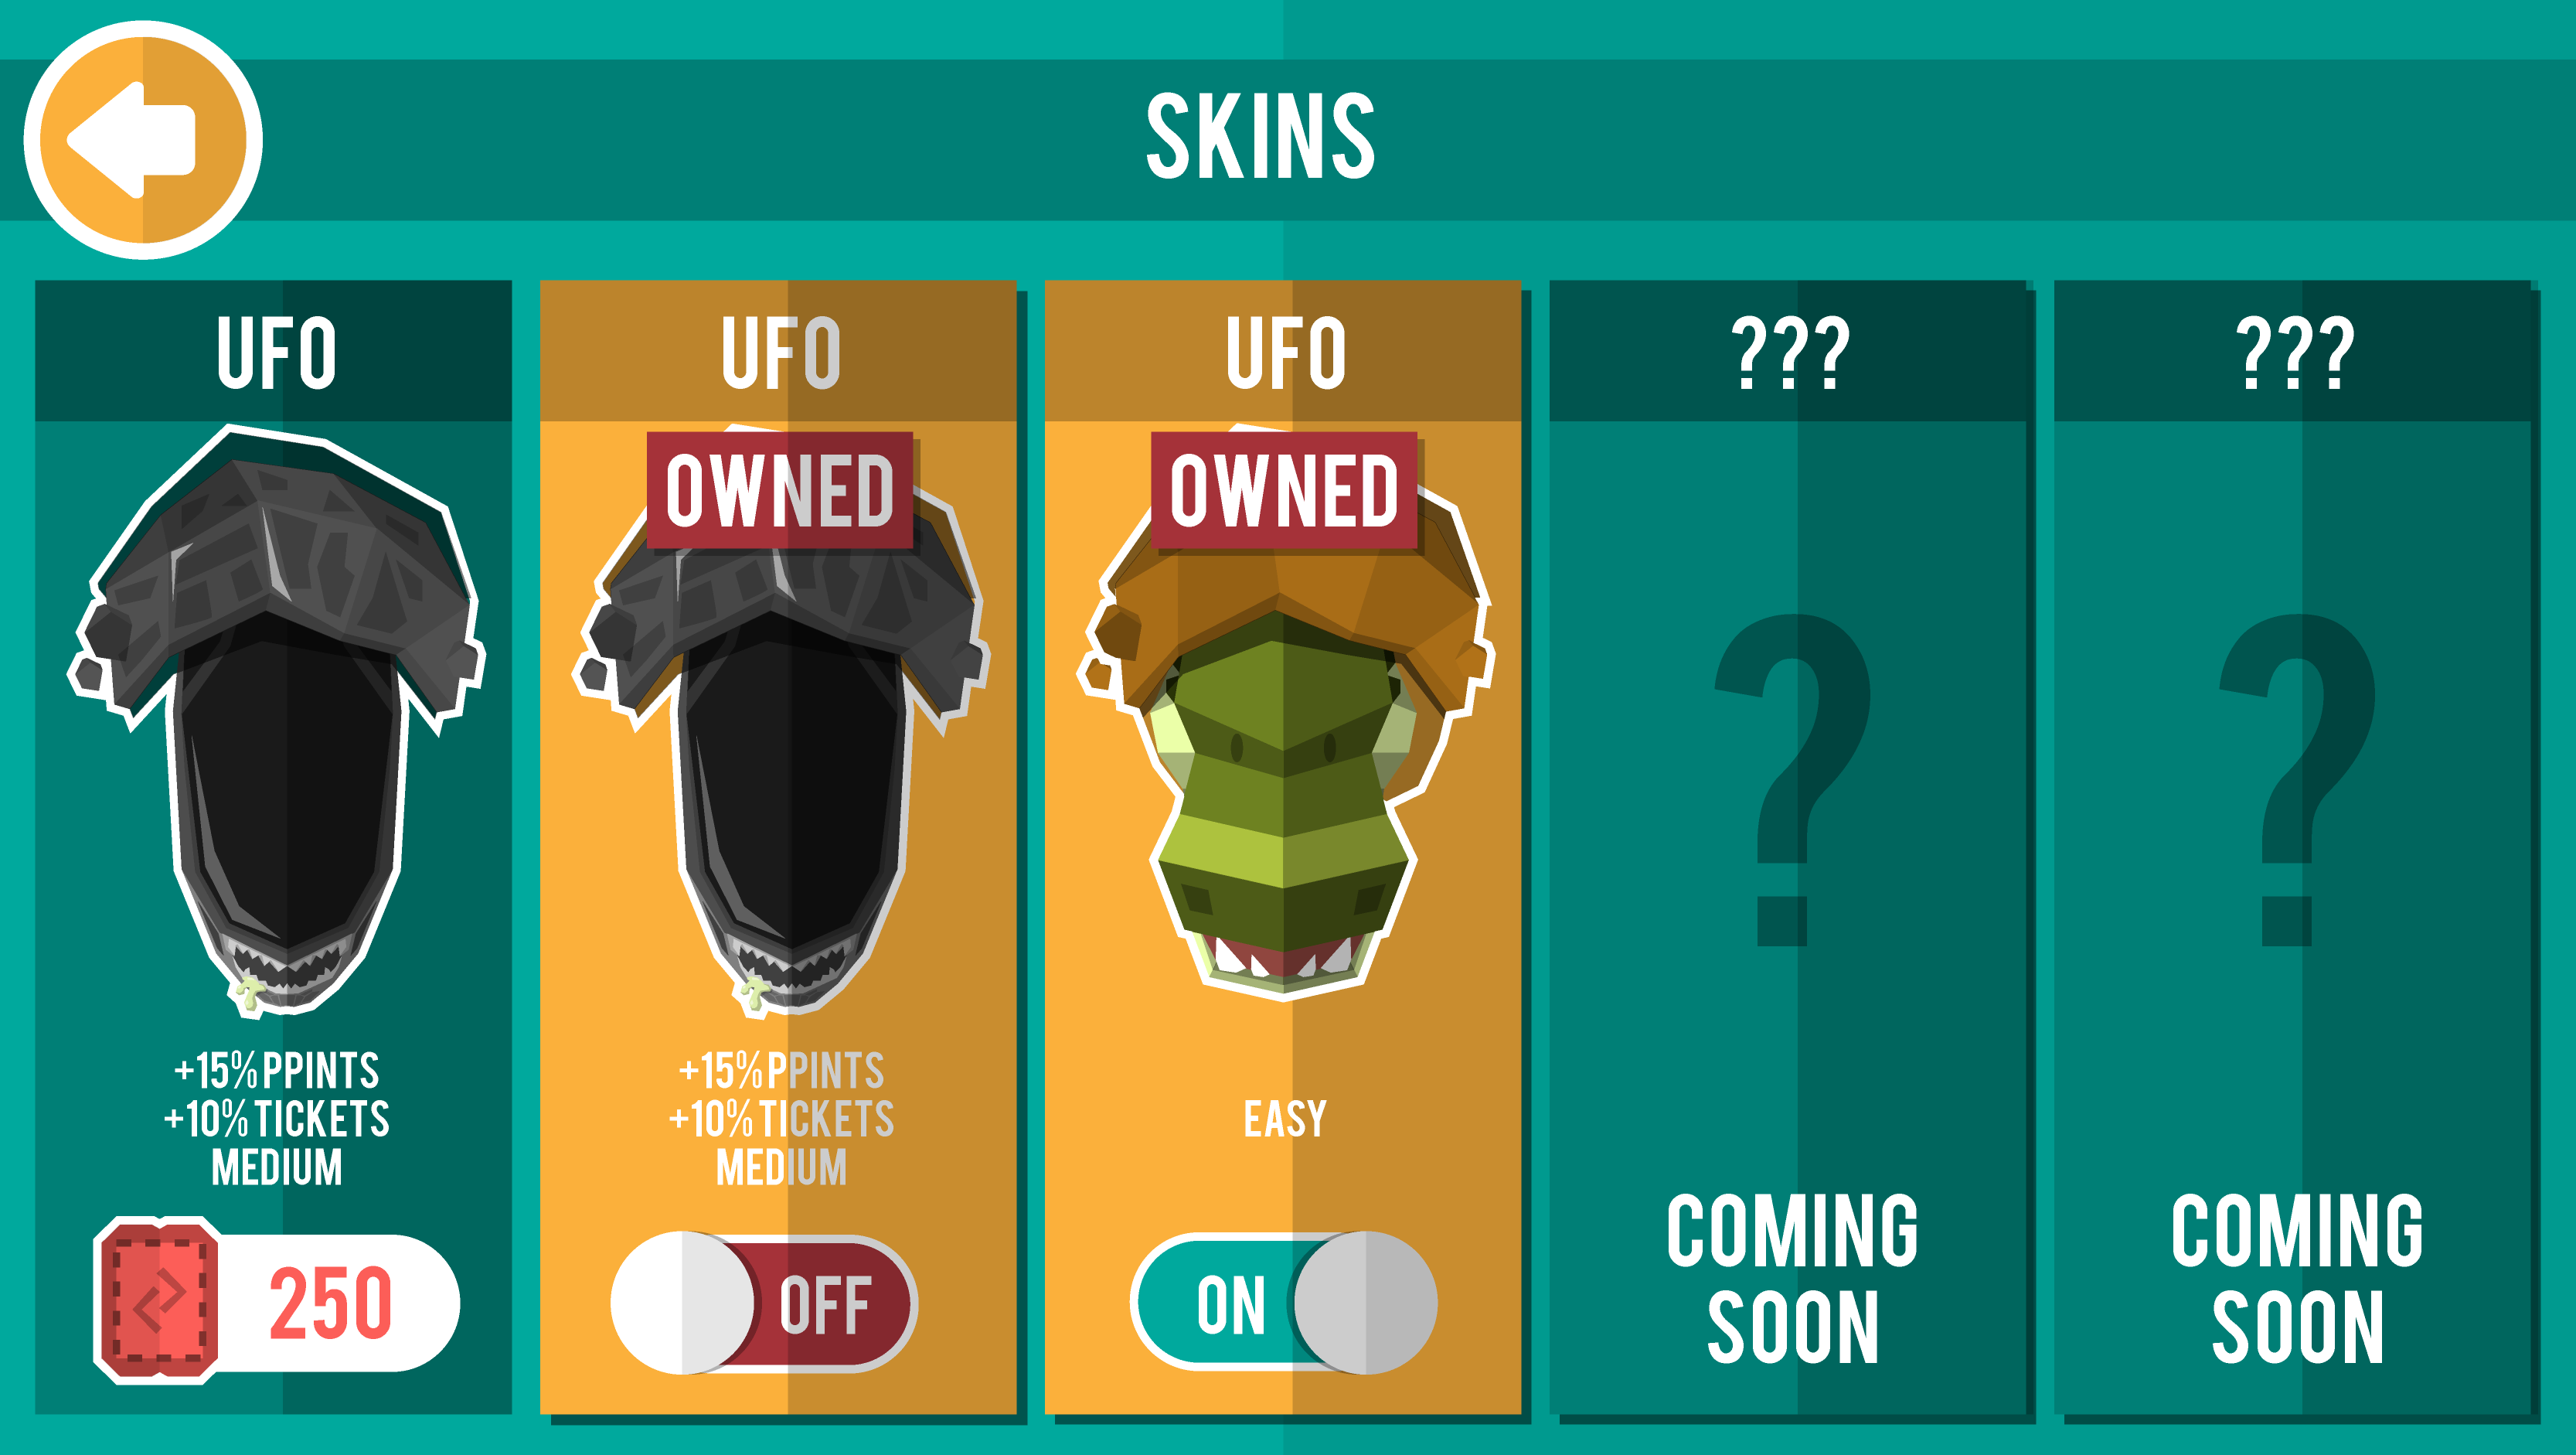 SKINS
UFO
+15% PPINTS
+10% TICKETS
MEDIUM
250
UFO
OWNED
+15% PPINTS
+10% TICKETS
MEDIUM
OFF
UFO
OWNED
EASY
ON
???
?
COMING
SOON
???
?
COMING
SOON